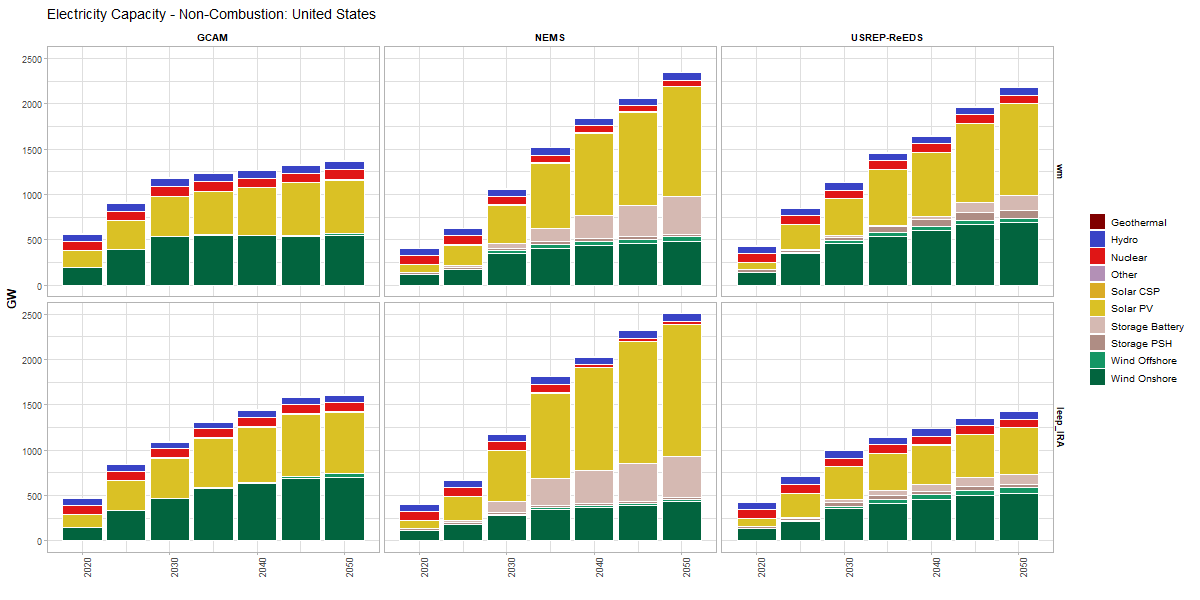 Electricity Capacity - Non-Combustion: United States
GCAM
NEMS
USREP-ReEDS
2500
2000
1500
1000
500
0
wm
2500
2000
1500
1000
500
0
leep_IRA
GW
2020
2030
2040
2050
2020
2030
2040
2050
2020
2030
2040
2050
Geothermal
Hydro
Nuclear
Other
Solar CSP
Solar PV
Storage Battery
Storage PSH
Wind Offshore
Wind Onshore